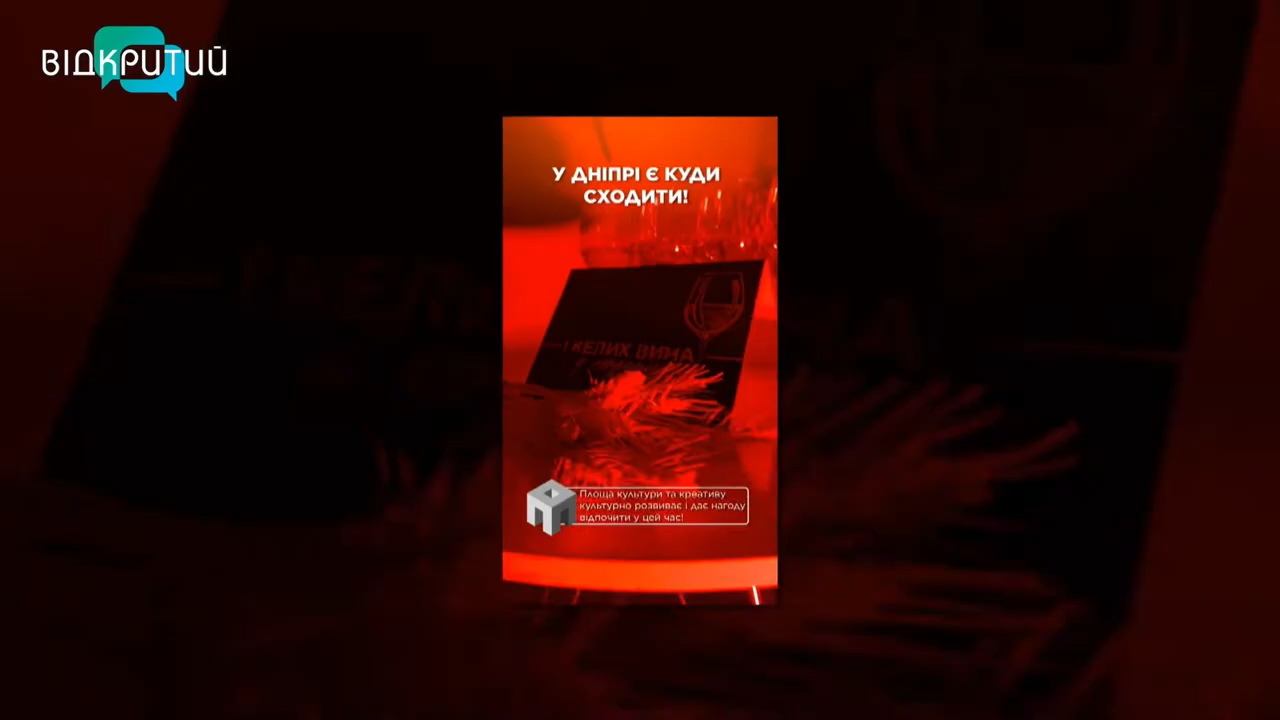 ВІДКРИТИЙ
У ДНІПРІ Є КУДИ
СХОДИТИ!
І КЕЛИХ ВИНА
Площа культури та креативу
культурно розвиває і дає нагоду
відпочити у цей час!